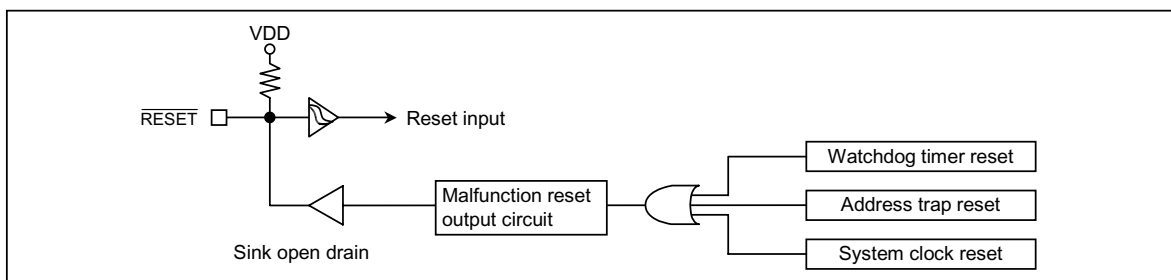 VDD
RESET
Reset input
Watchdog timer reset
Malfunction reset
output circuit
Address trap reset
Sink open drain
System clock reset